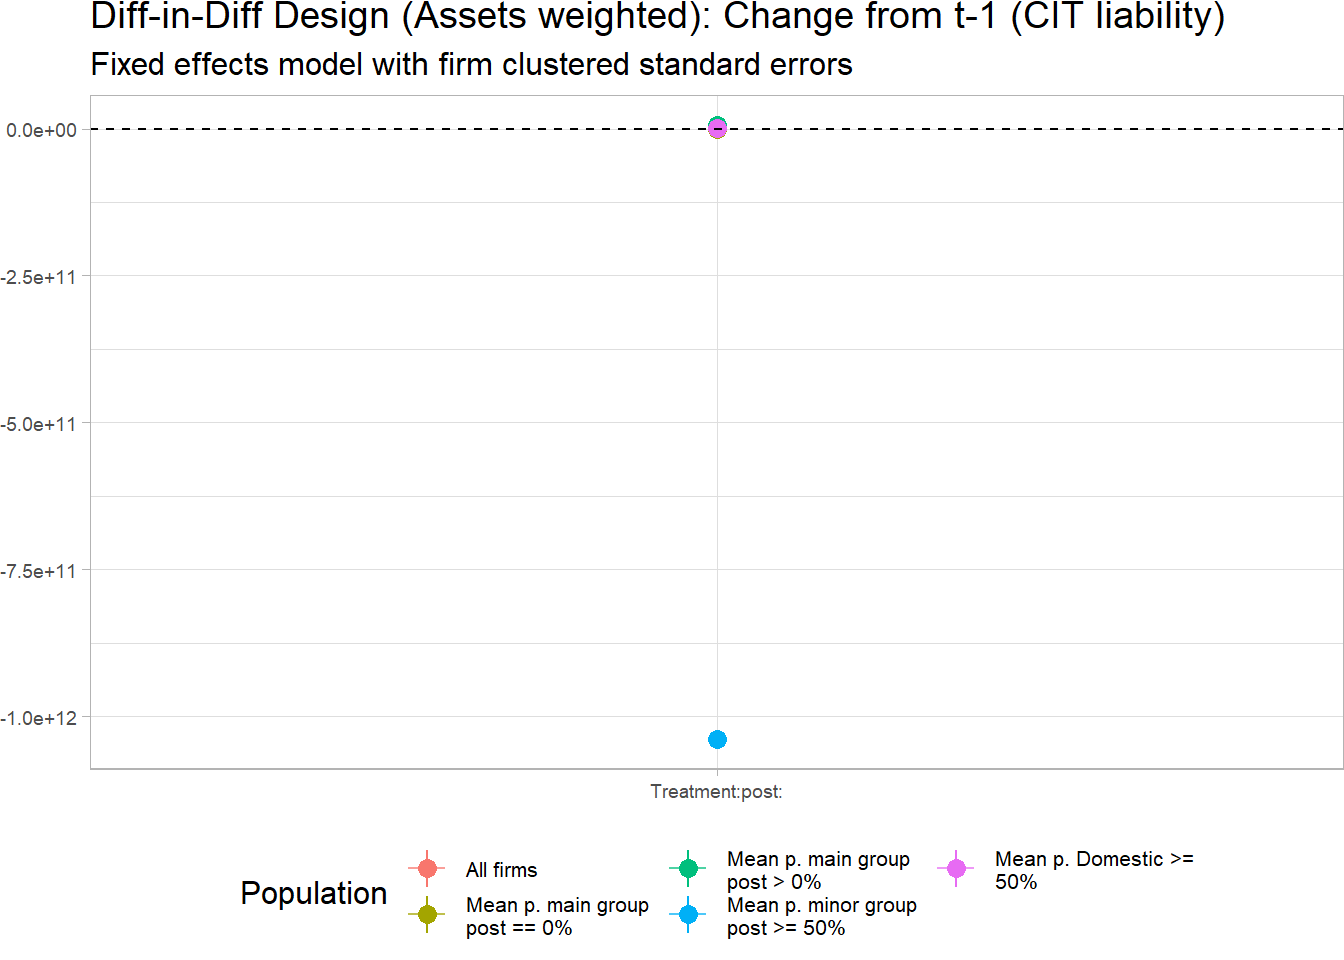 Diff-in-Diff Design (Assets weighted): Change from t-1 (CIT liability)
Fixed effects model with firm clustered standard errors
0.0e+00
-2.5e+11
-5.0e+11
-7.5e+11
-1.0e+12
Treatment:post:
Population
All firms
Mean p. main group
post == 0%
Mean p. main group
post > 0%
Mean p. minor group
post >= 50%
Mean p. Domestic >=
50%